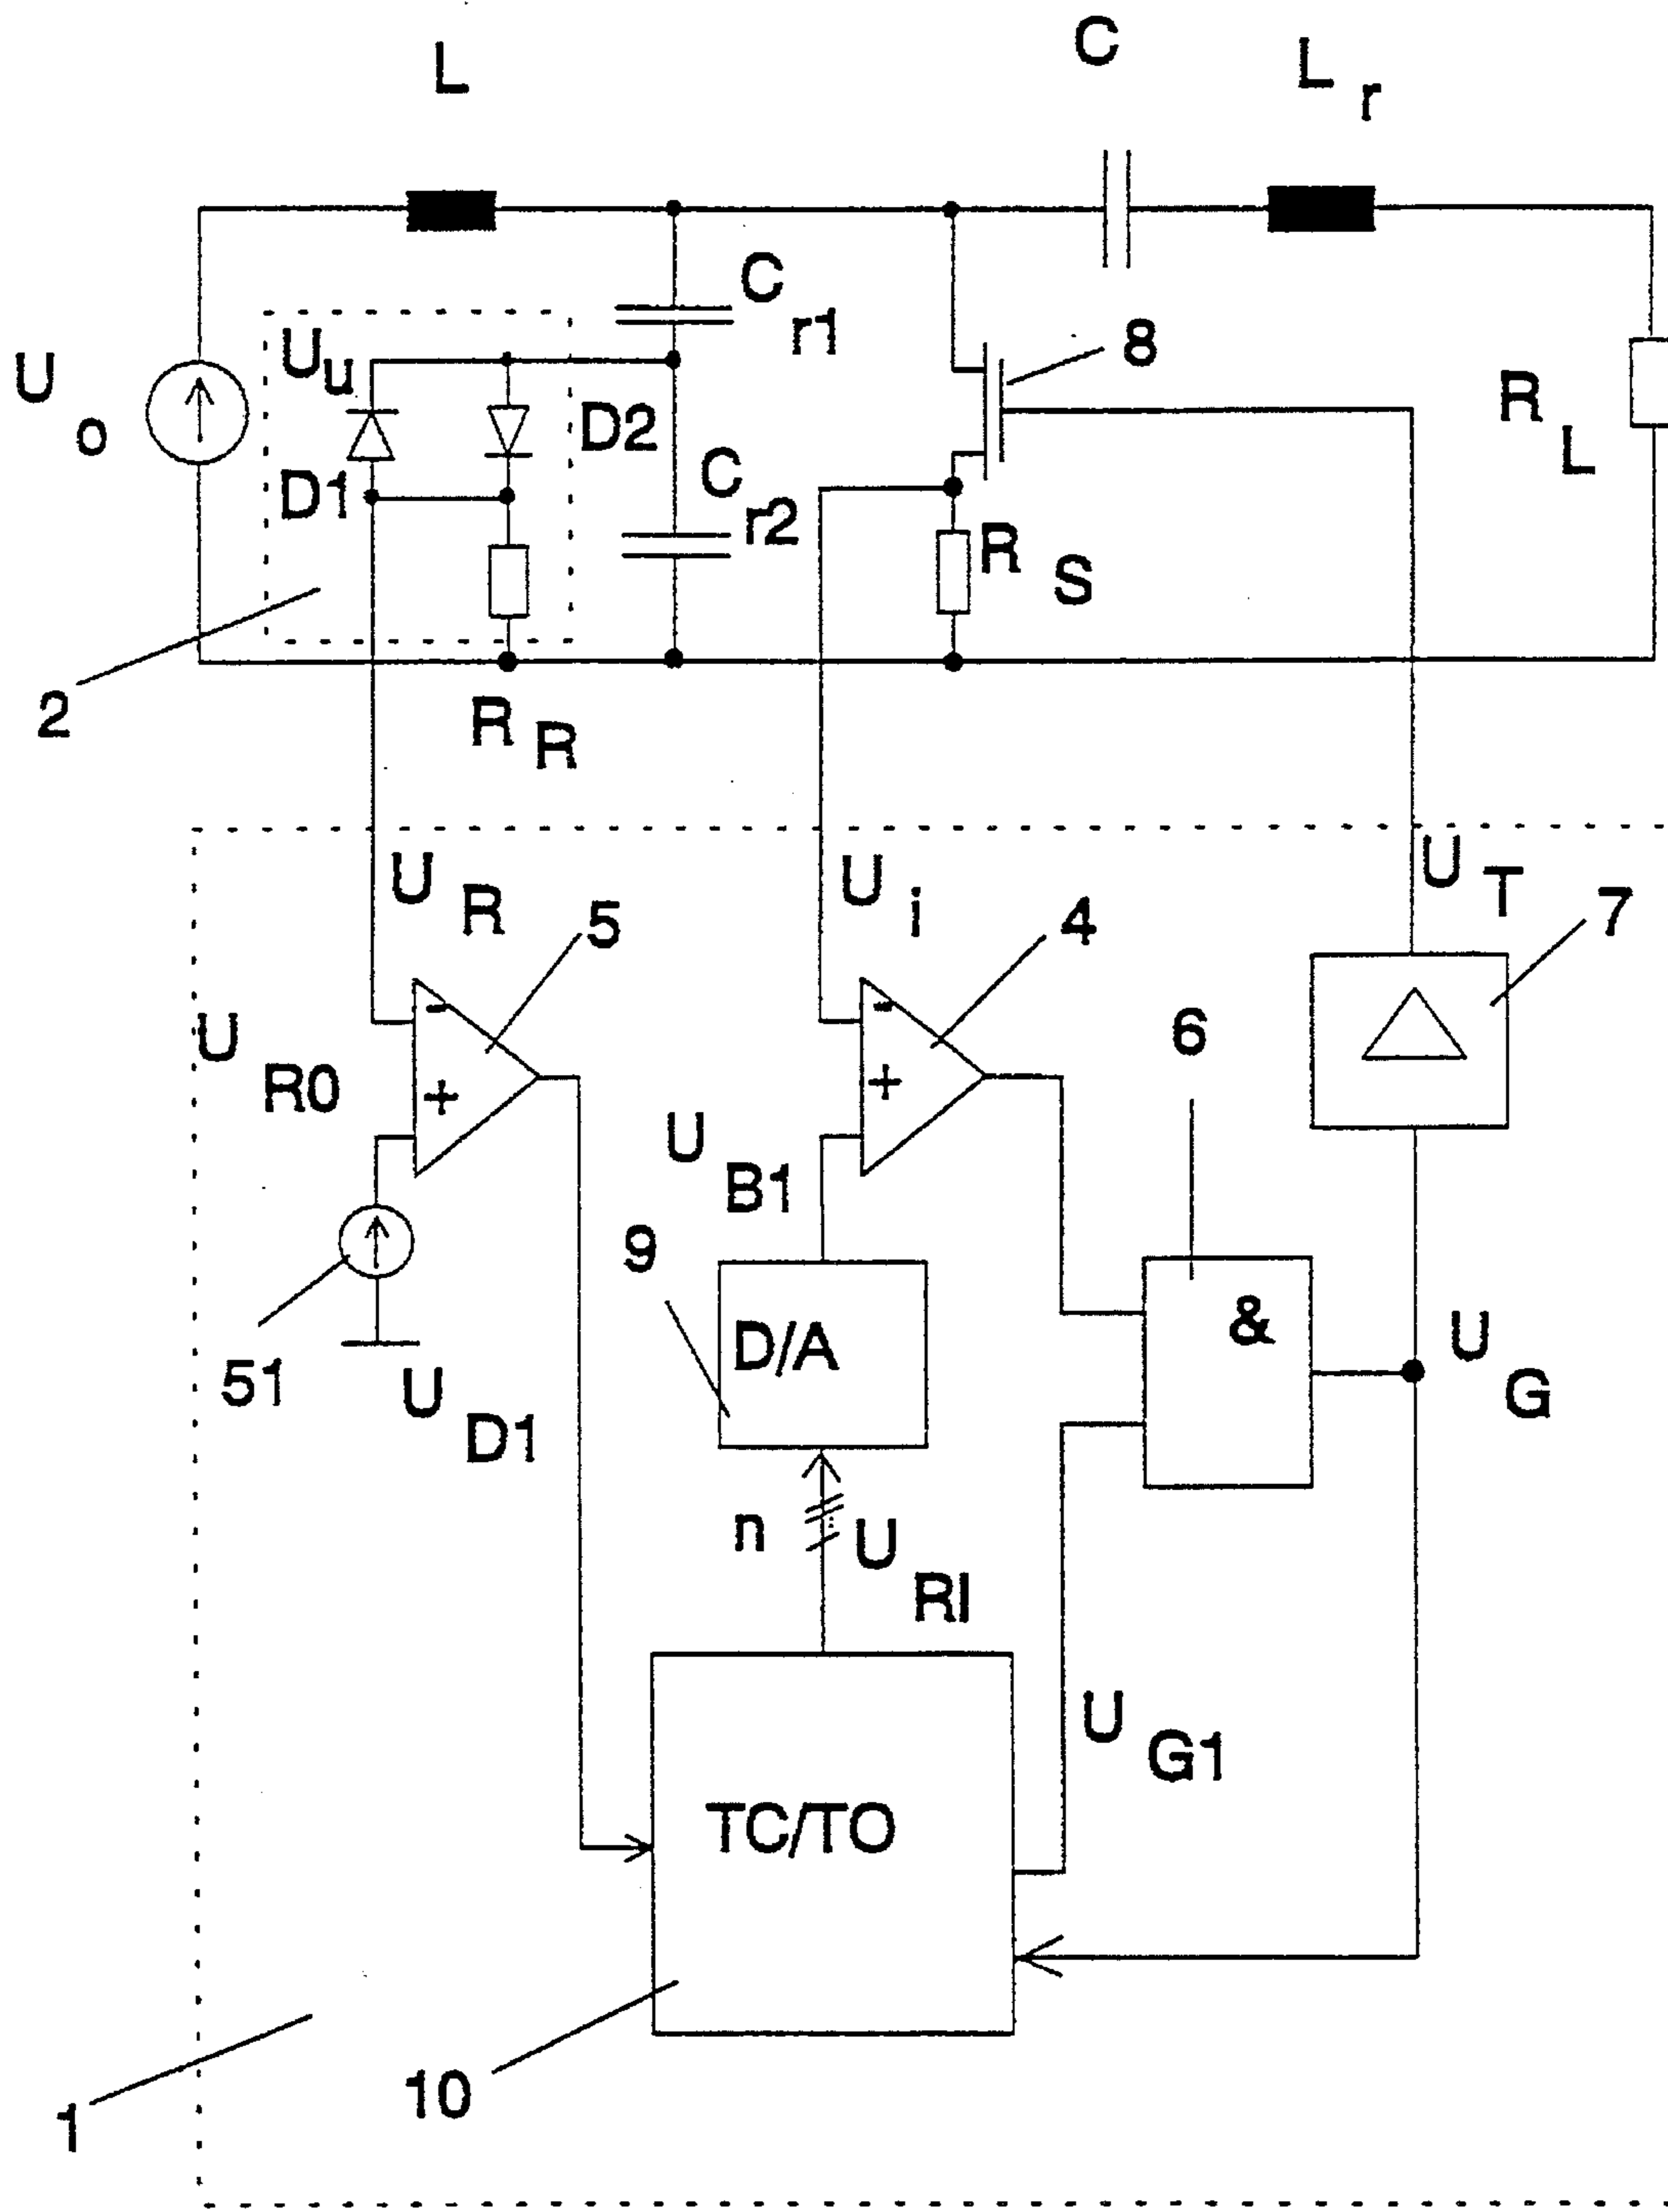 L
C
L r
U o
U u
C r1
8
D2
R L
D1
C r2
R S
2
R R
U R
U i
U T
5
4
7
U R0
6
U B1
9
D/A
&
51
U D1
U G
n
U RI
U G1
TC/TO
10
1
- +
- +